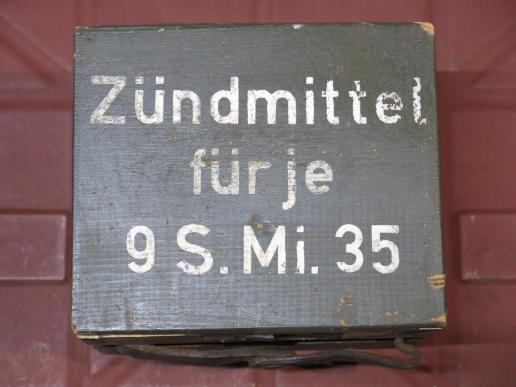 Zündmittel
für je
9 S. Mi. 35